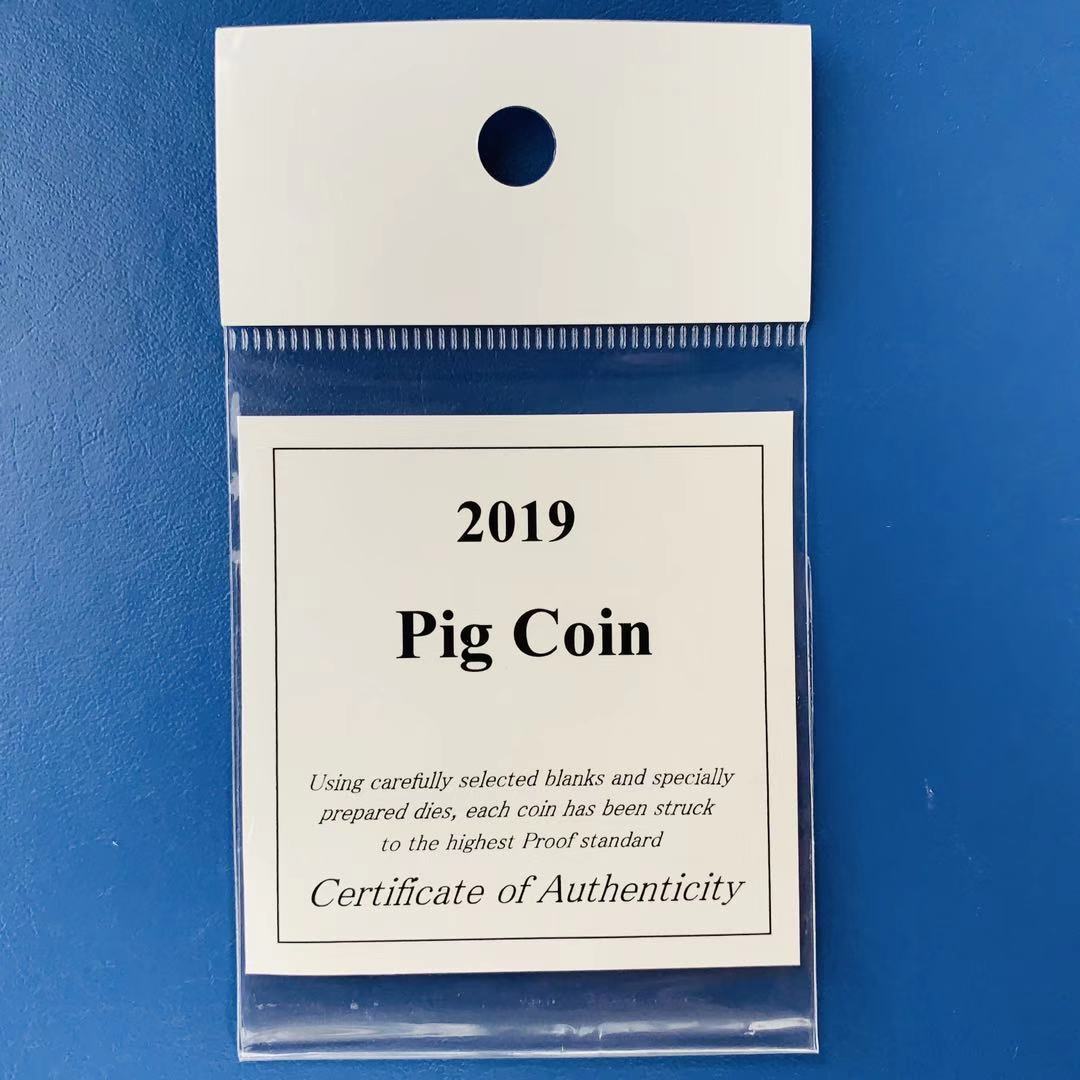 2019
Pig Coin
Using carefully selected blanks and specially
prepared dies, each coin has been struck
to the highest Proof standard
Certificate of Authenticity